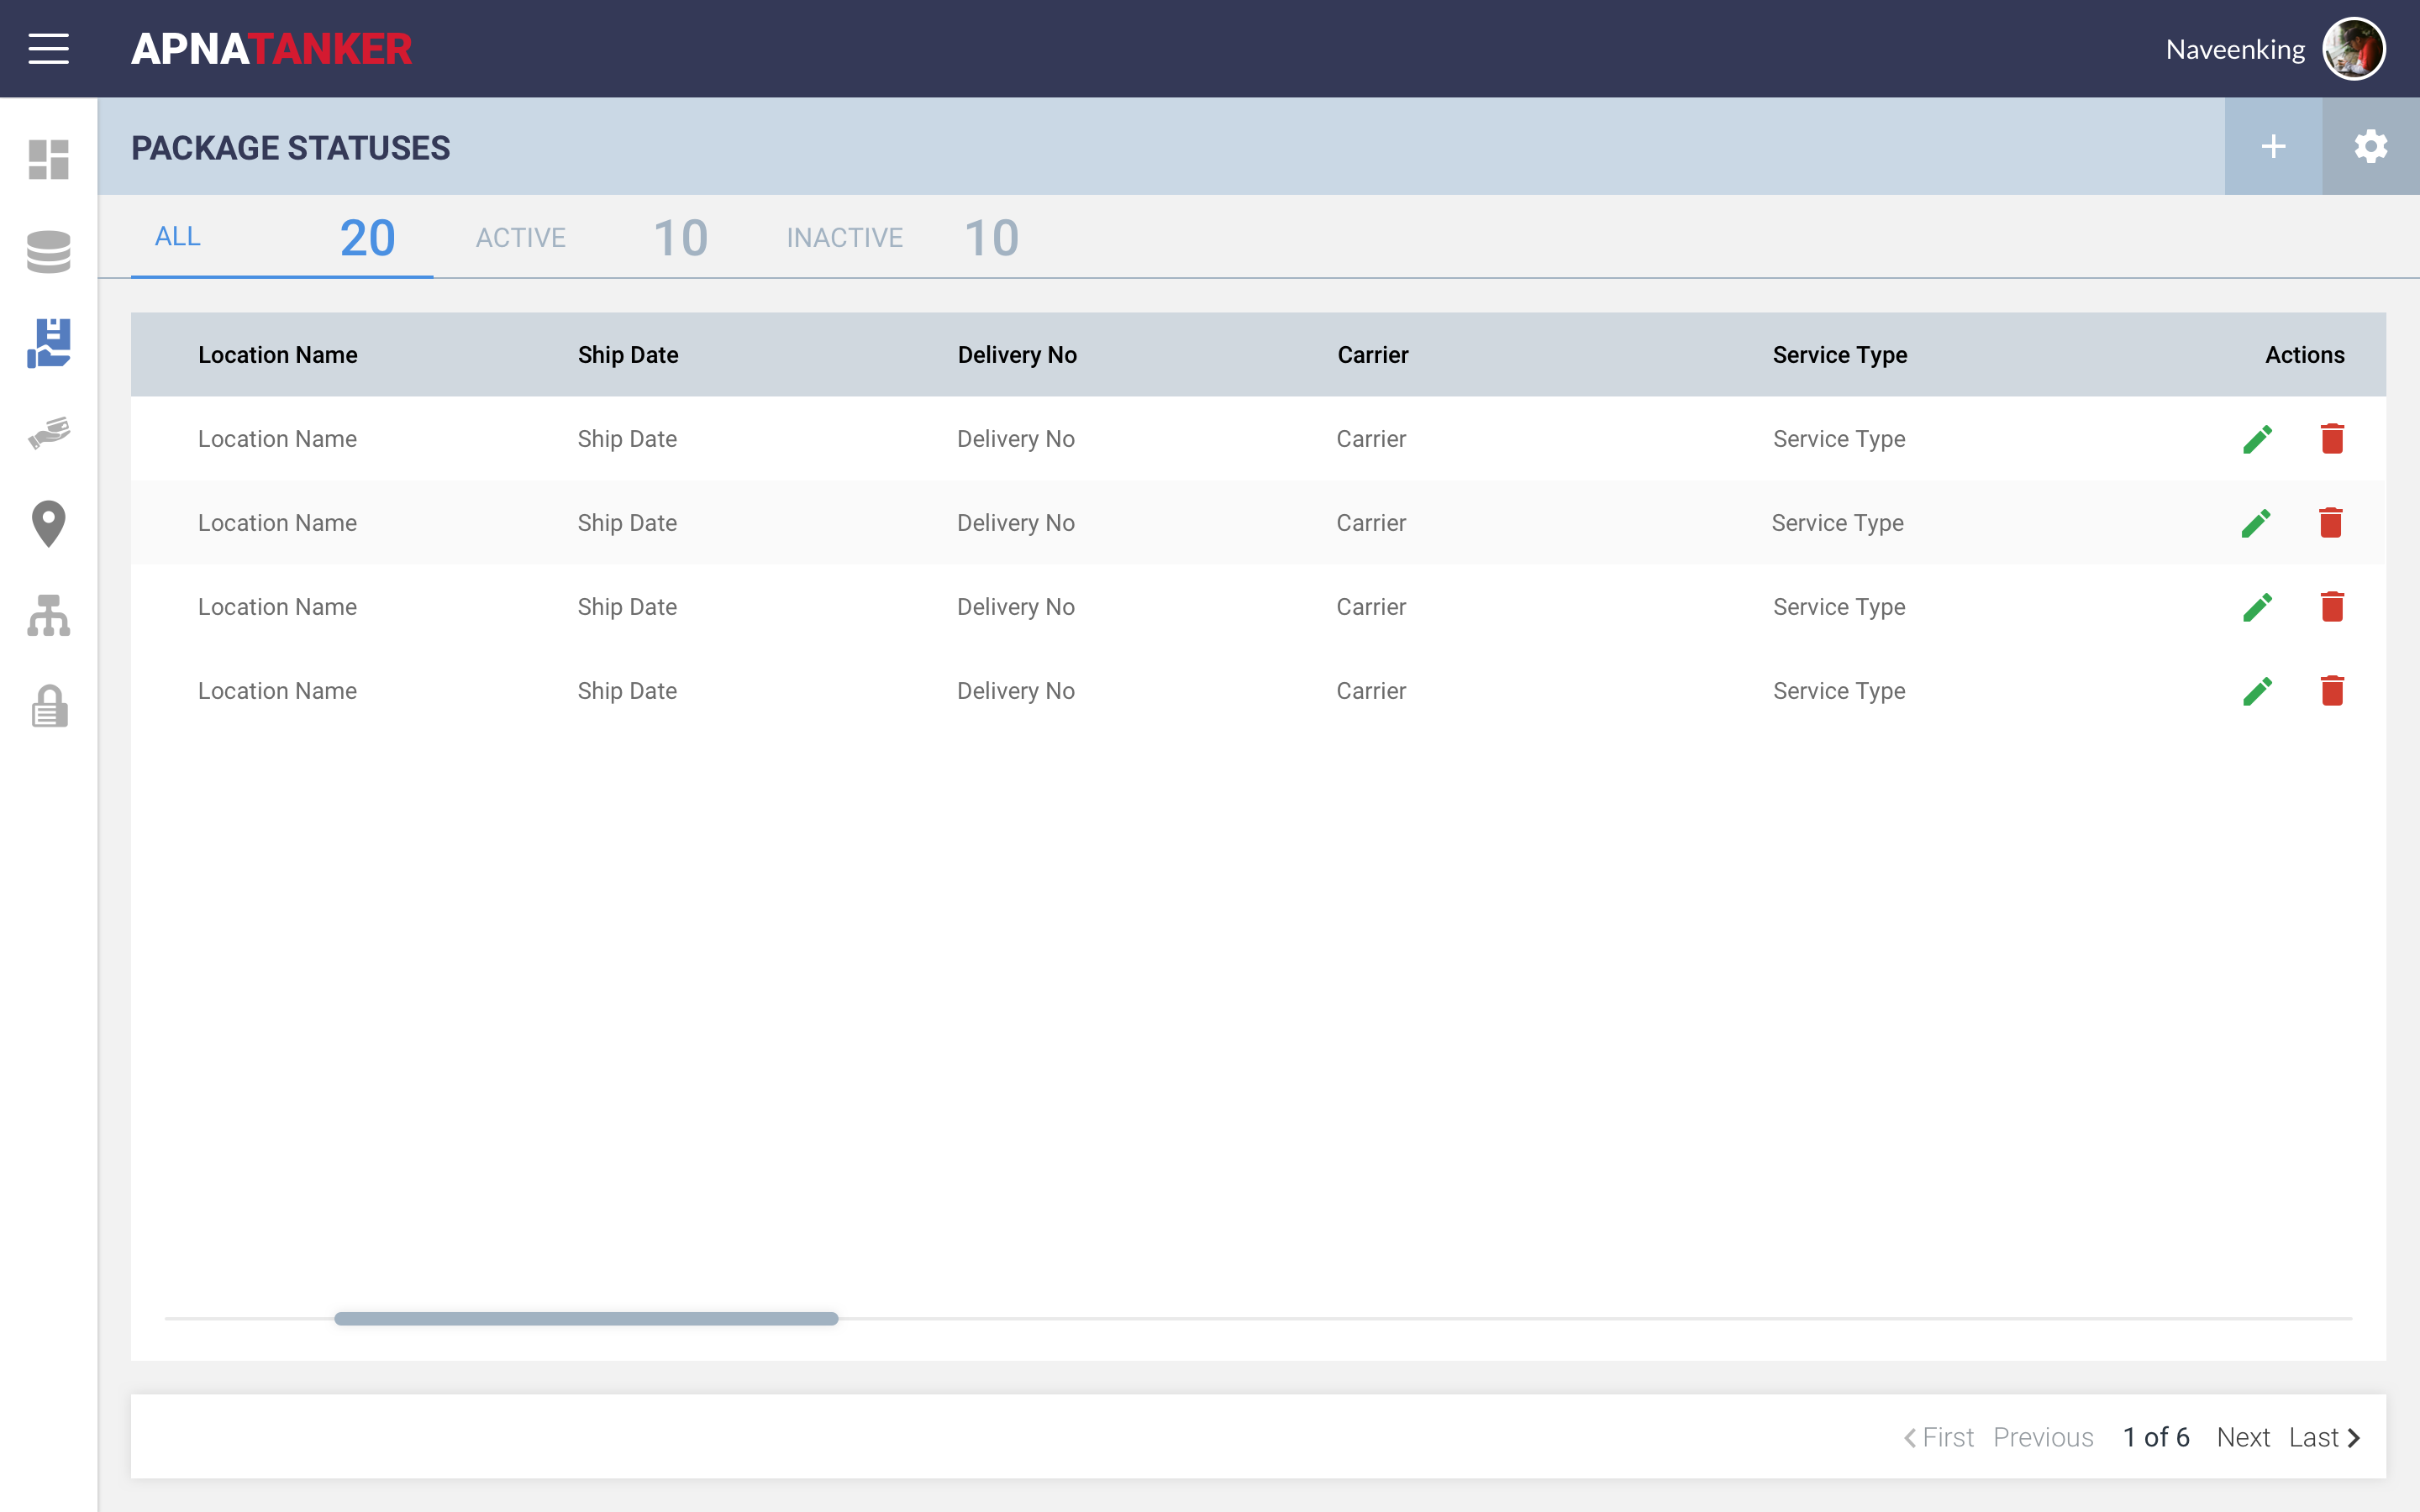 APNATANKER Naveenking
PACKAGE STATUSES
ALL 20 ACTIVE 10 INACTIVE 10
Location Name Ship Date Delivery No Carrier Service Type Actions
Location Name Ship Date Delivery No Carrier Service Type
Location Name Ship Date Delivery No Carrier Service Type
Location Name Ship Date Delivery No Carrier Service Type
Location Name Ship Date Delivery No Carrier Service Type
First Previous 1 of 6 Next Last